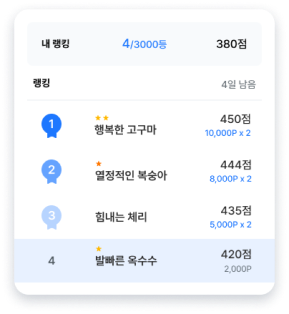 내 랭킹 4/3000등 380점
랭킹 4일 남음
1 행복한 고구마 450점
10,000P x 2
2 열정적인 복숭아 444점
8,000P x 2
3 힘내는 체리 435점
5,000P x 2
4 발빠른 옥수수 420점
2,000P